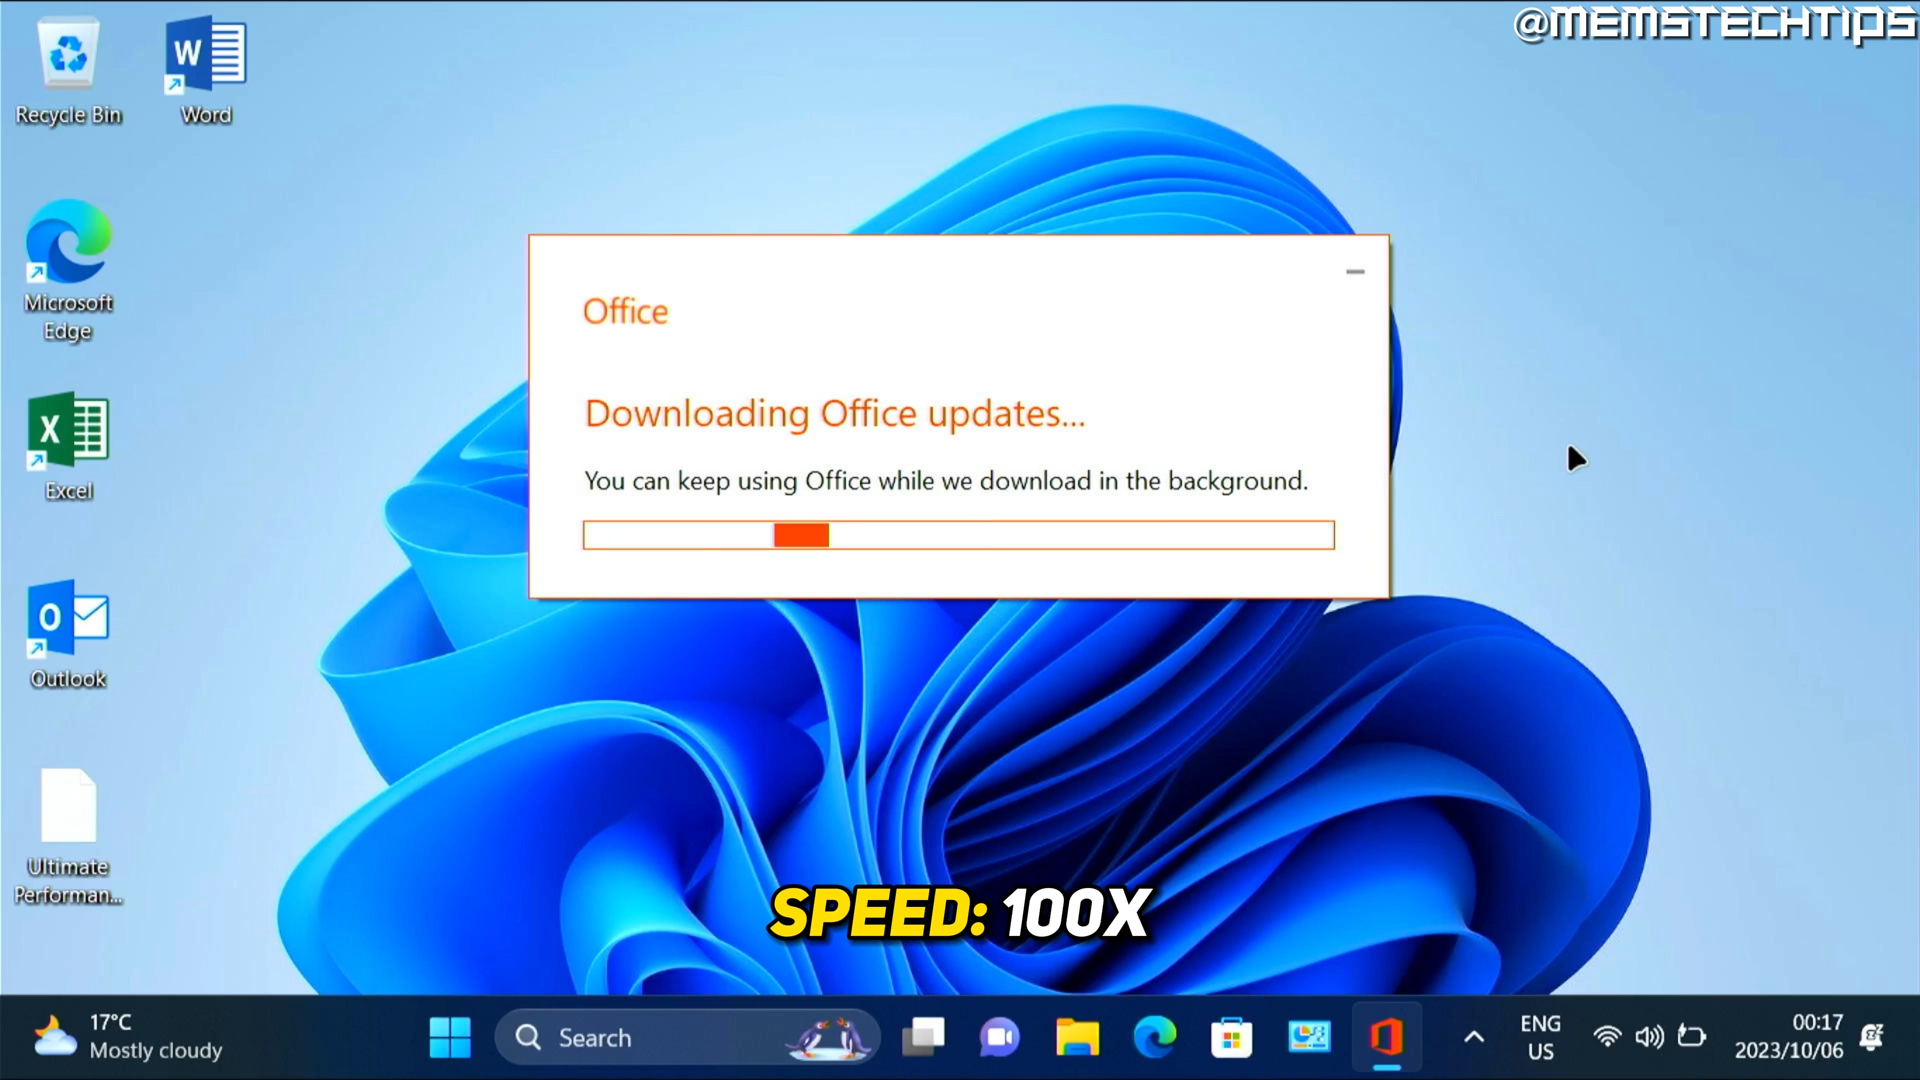 @MEMSTECHTIPS
Recycle Bin
Word
Microsoft
Edge
Excel
Outlook
Ultimate
Performan...
Office
Downloading Office updates...
You can keep using Office while we download in the background.
SPEED: 100X
17°C
Mostly cloudy
Search
ENG
US
00:17
2023/10/06